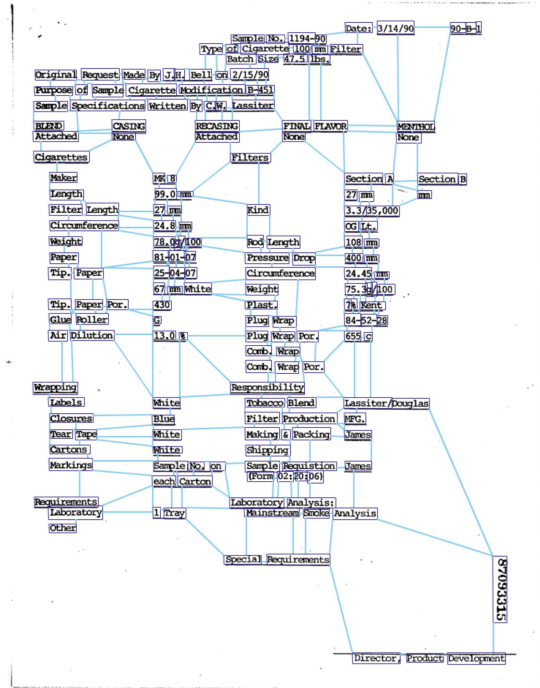 Date: 3/14/90 90-B-1
Sample No. 1194-90
Type of Cigarette 100 mm Filter
Batch Size 47.5 lbs.
Original Request Made By J.H. Bell on 2/15/90
Purpose of Sample Cigarette Modification B-451
Sample Specifications Written By C.W. Lassiter
BLEND CASING RECASING FINAL FLAVOR MENTHOL
Attached None Attached None None
Cigarettes Filters
Maker MK 8 Section A Section B
Length 99.0 mm 27 mm mm
Filter Length 27 mm Kind 3.3/35,000
Circumference 24.8 mm OG Lt.
Weight 78.0g/100 Rod Length 108 mm
Paper 81-01-07 Pressure Drop 400 mm
Tip. Paper 25-04-07 Circumference 24.45 mm
67 mm White Weight 75.3g/100
Tip. Paper Por. 430 Plast. 7% Kent
Glue Roller G Plug Wrap 84-52-28
Air Dilution 13.0 % Plug Wrap Por. 655 c
Comb. Wrap
Comb. Wrap Por.
Wrapping Responsibility
Labels White Tobacco Blend Lassiter/Douglas
Closures Blue Filter Production MFG.
Tear Tape White Making & Packing James
Cartons White Shipping
Markings Sample No. on Sample Requistion James
each Carton (Form 02:20:06)
Requirements Laboratory Analysis:
Laboratory 1 Tray Mainstream Smoke Analysis
Other
Special Requirements
87093315
Director, Product Development